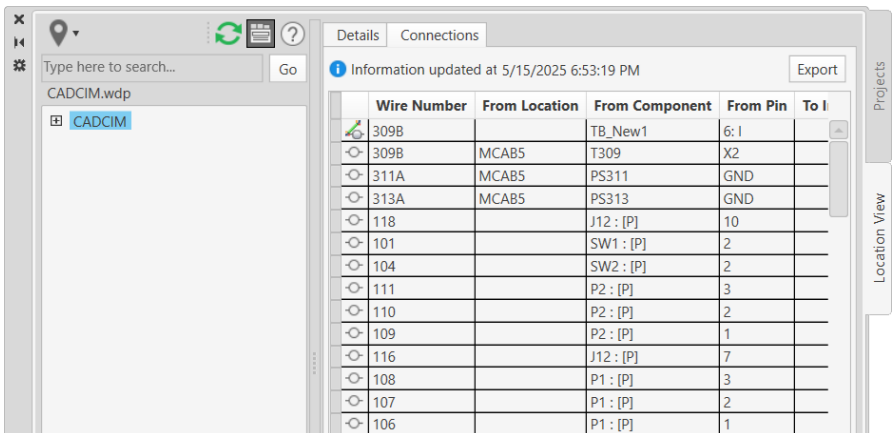 Details Connections
Type here to search... Go
Information updated at 5/15/2025 6:53:19 PM Export
CADCIM.wdp
CADCIM
Wire Number From Location From Component From Pin To
309B TB_New1 6: I
309B MCAB5 T309 X2
311A MCAB5 PS311 GND
313A MCAB5 PS313 GND
118 J12 : [P] 10
101 SW1 : [P] 2
104 SW2 : [P] 2
111 P2 : [P] 3
110 P2 : [P] 2
109 P2 : [P] 1
116 J12 : [P] 7
108 P1 : [P] 3
107 P1 : [P] 2
106 P1 : [P] 1
Projects
Location View